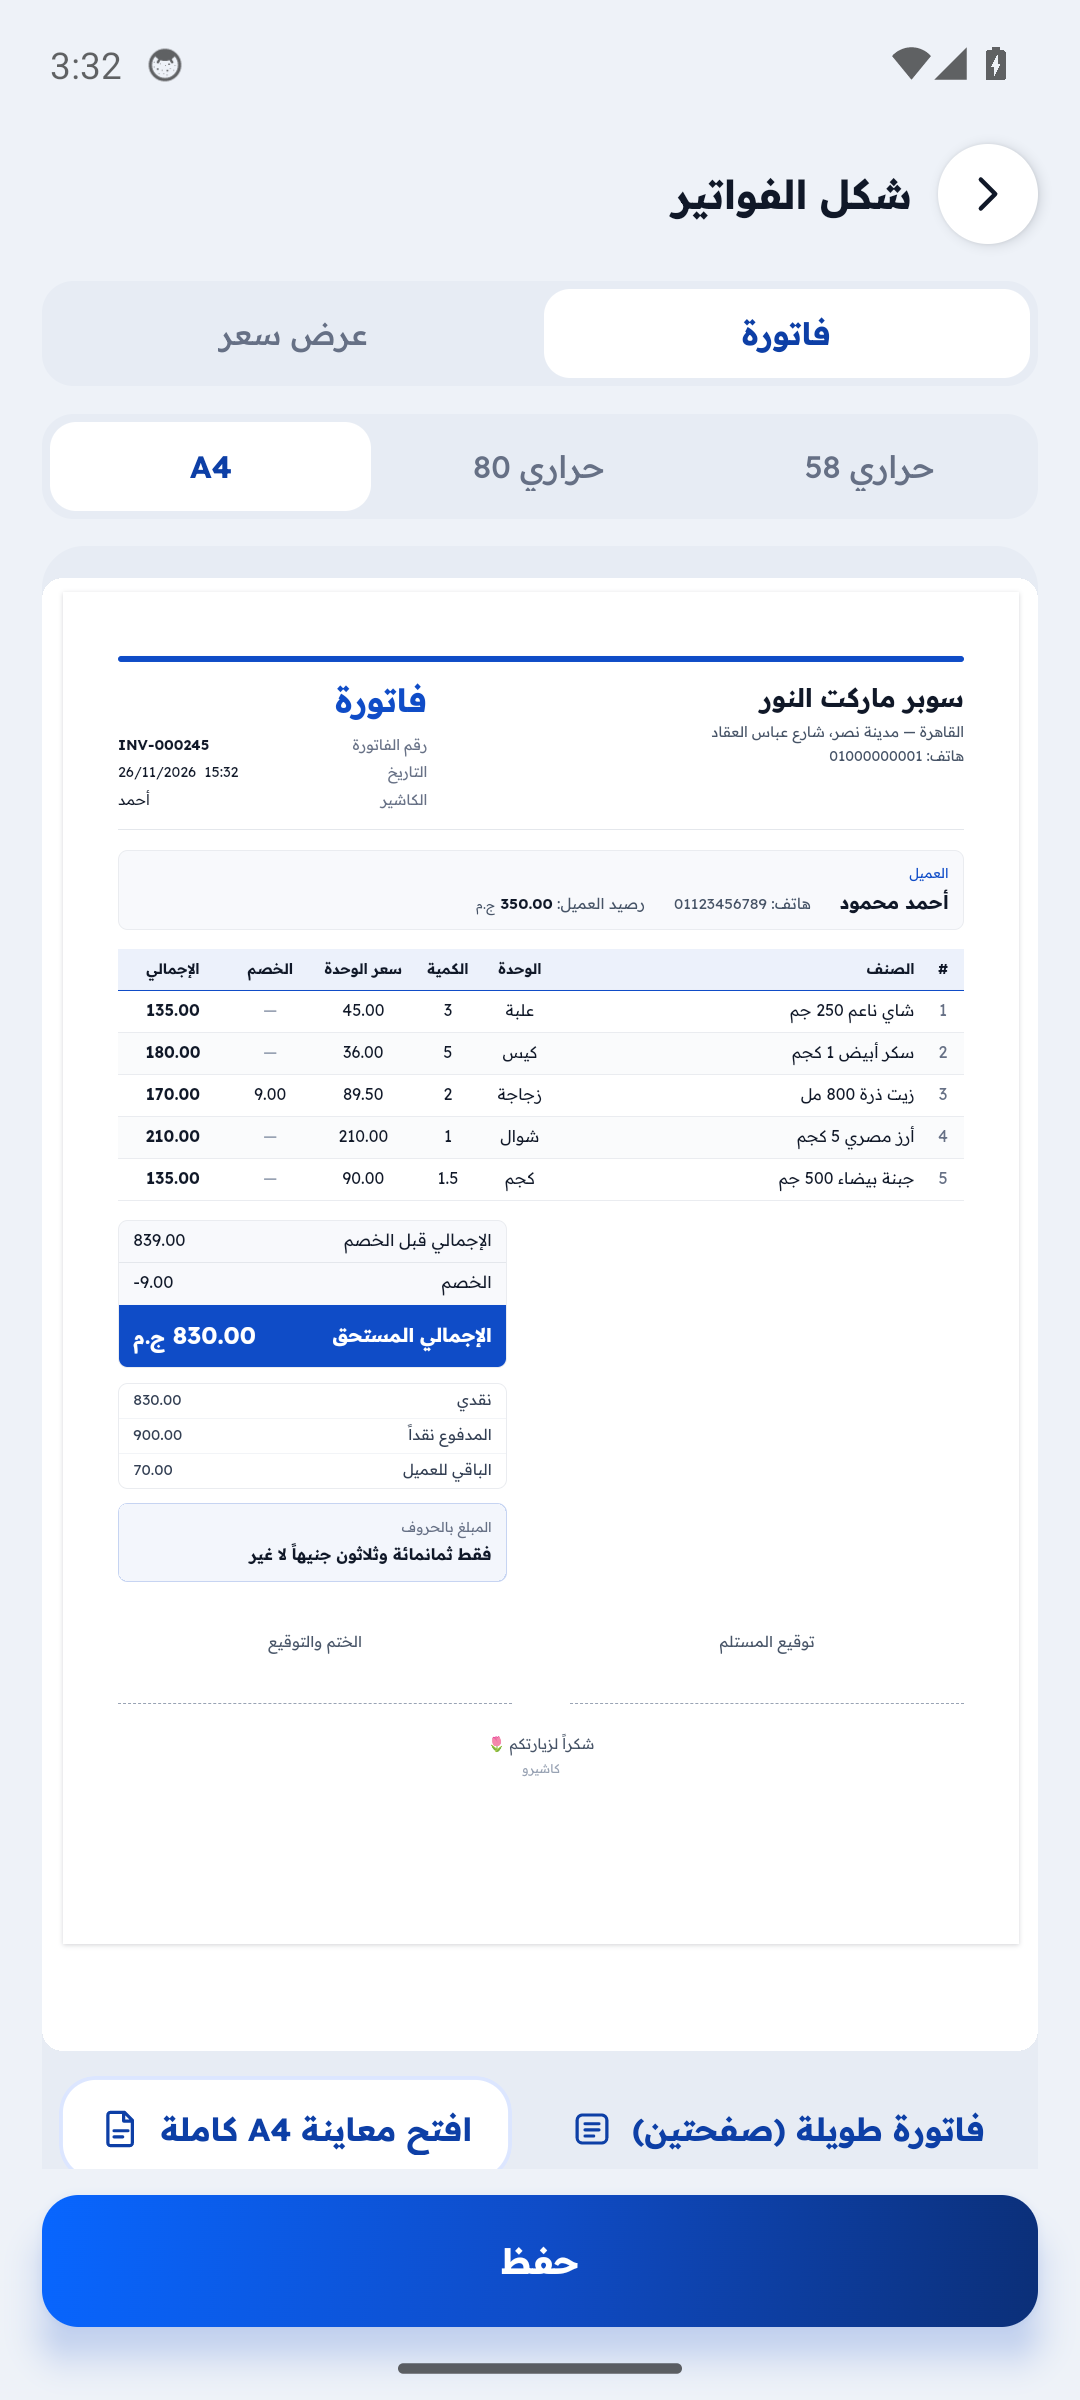 3:32
شكل الفواتير
فاتورة
عرض سعر
حراري 58
حراري 80
A4
سوبر ماركت النور
القاهرة — مدينة نصر، شارع عباس العقاد
هاتف: 01000000001
فاتورة
رقم الفاتورة INV-000245
التاريخ 26/11/2026 15:32
الكاشير أحمد
العميل
أحمد محمود هاتف: 01123456789 رصيد العميل: 350.00 ج.م
# الصنف الوحدة الكمية سعر الوحدة الخصم الإجمالي
1 شاي ناعم 250 جم علبة 3 45.00 — 135.00
2 سكر أبيض 1 كجم كيس 5 36.00 — 180.00
3 زيت ذرة 800 مل زجاجة 2 89.50 9.00 170.00
4 أرز مصري 5 كجم شوال 1 210.00 — 210.00
5 جبنة بيضاء 500 جم كجم 1.5 90.00 — 135.00
الإجمالي قبل الخصم 839.00
الخصم -9.00
الإجمالي المستحق 830.00 ج.م
نقدي 830.00
المدفوع نقداً 900.00
الباقي للعميل 70.00
المبلغ بالحروف
فقط ثمانمائة وثلاثون جنيهاً لا غير
توقيع المستلم
الختم والتوقيع
شكراً لزيارتكم 🌷
كاشيرو
فاتورة طويلة (صفحتين)
افتح معاينة A4 كاملة
حفظ